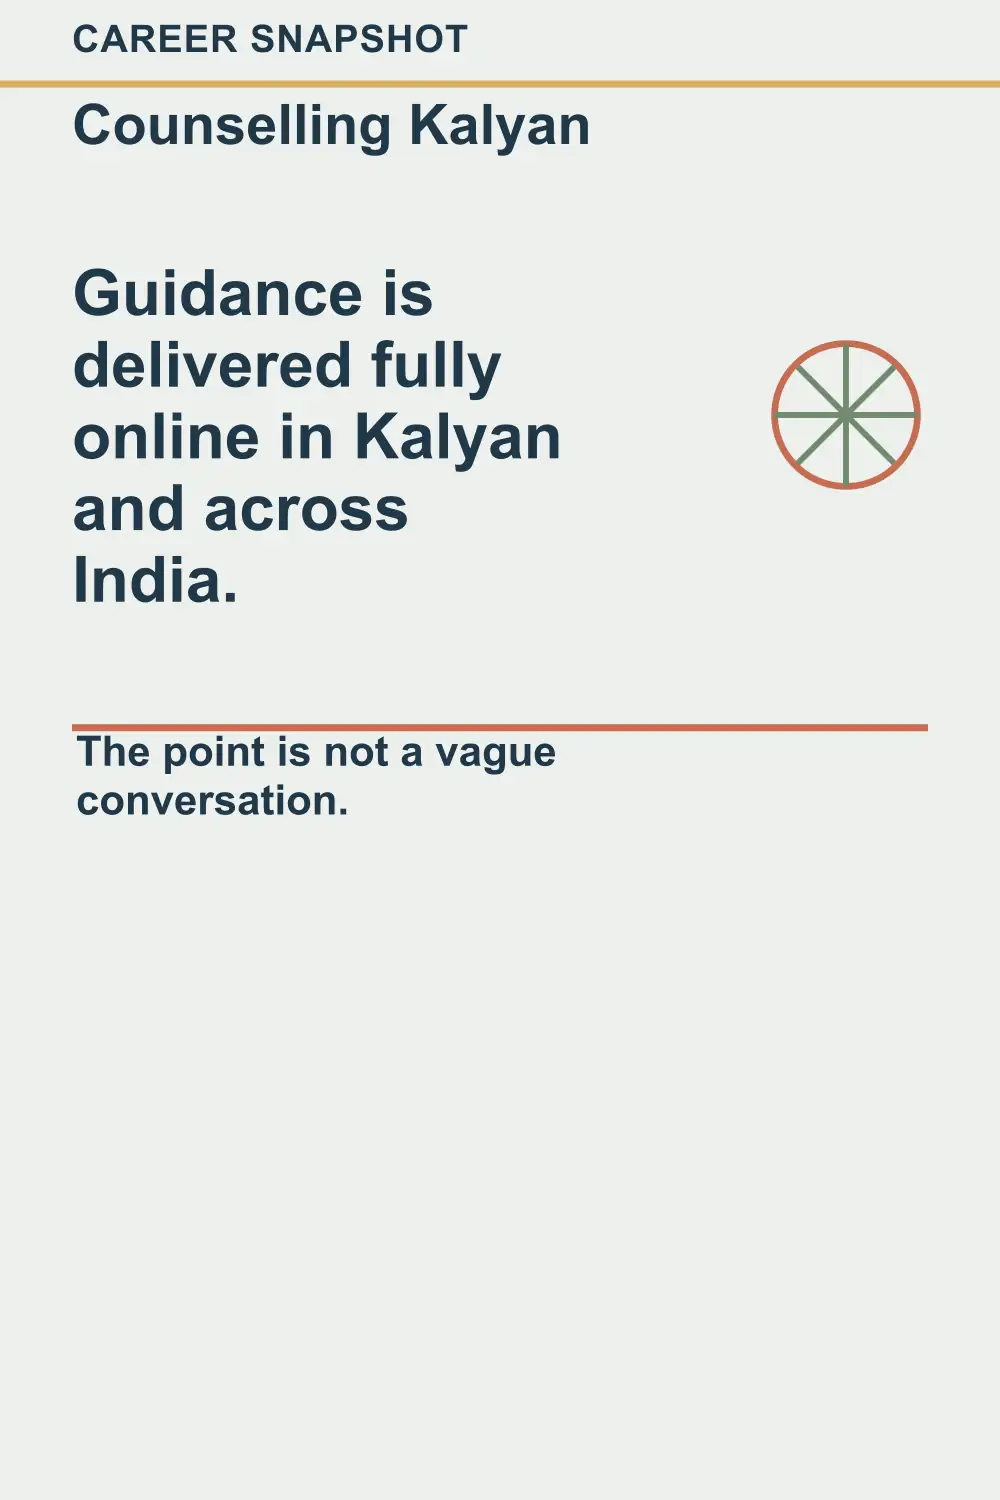 CAREER SNAPSHOT
Counselling Kalyan
Guidance is
delivered fully
online in Kalyan
and across
India.
The point is not a vague
conversation.